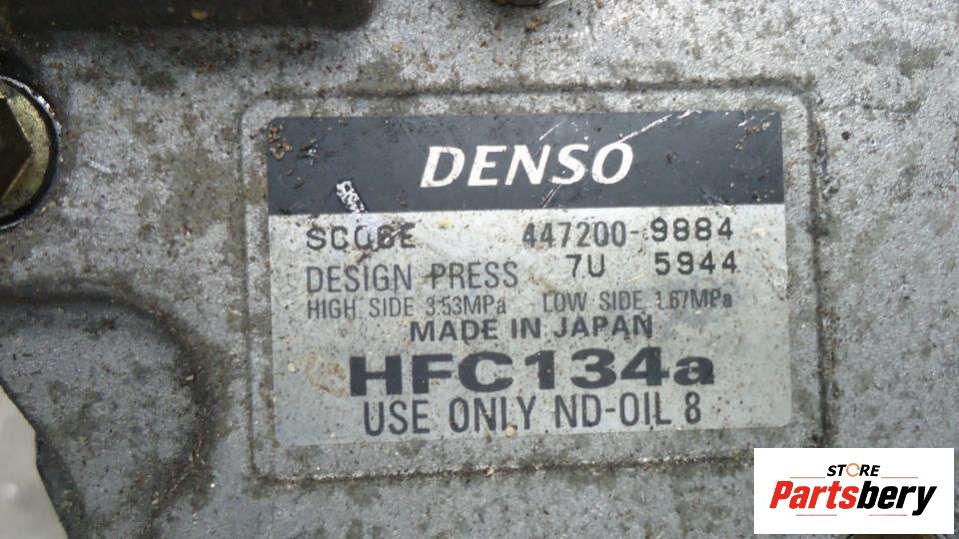 DENSO
SC06E 447200-9884
DESIGN PRESS 7U 5944
HIGH SIDE 3.53MPa LOW SIDE 1.67MPa
MADE IN JAPAN
HFC134a
USE ONLY ND-OIL 8
STORE
Partsbery